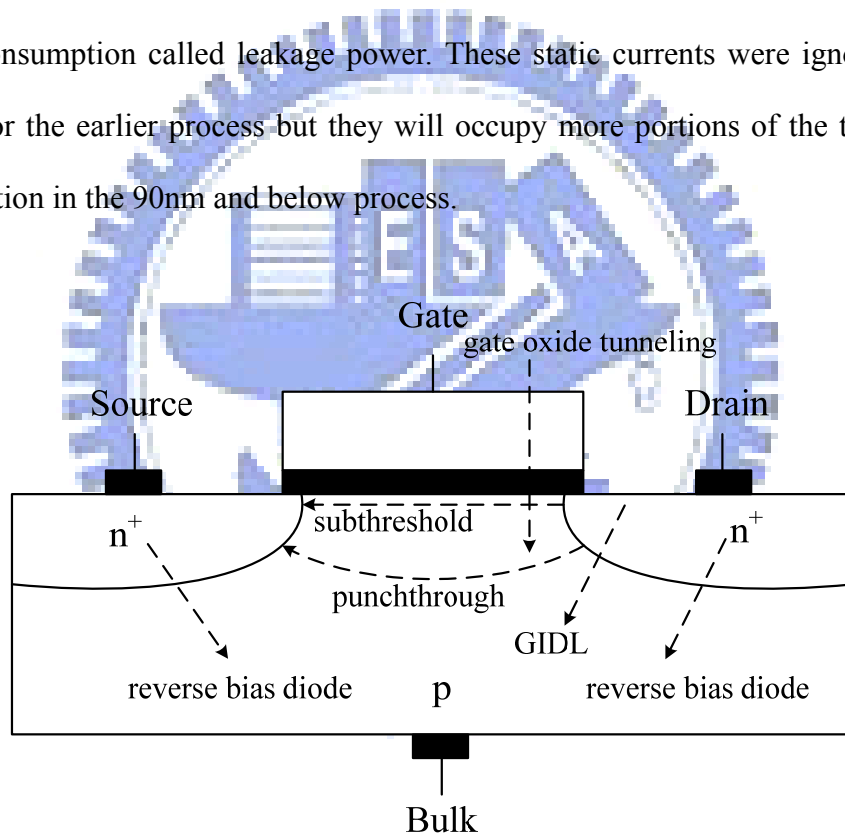 onsumption called leakage power. These static currents were igno
or the earlier process but they will occupy more portions of the t
tion in the 90nm and below process.
E S A
Gate
gate oxide tunneling
Source
Drain
n+
subthreshold
n+
punchthrough
GIDL
reverse bias diode
p
reverse bias diode
Bulk